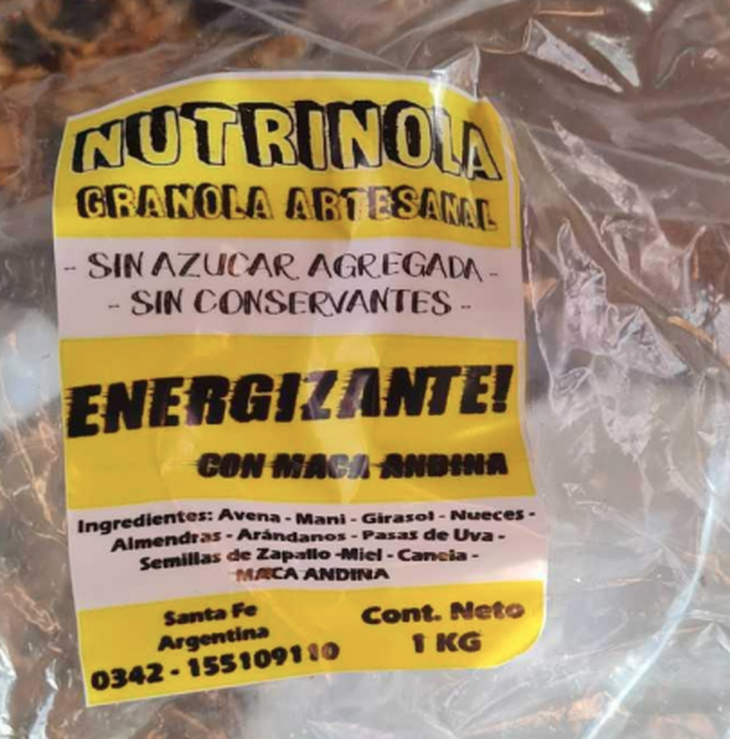 NUTRINOLA
GRANOLA ARTESANAL
- SIN AZUCAR AGREGADA -
- SIN CONSERVANTES -
ENERGIZANTE!
CON MACA ANDINA
Ingredientes: Avena - Mani - Girasol - Nueces -
Almendras - Arándanos - Pasas de Uva -
Semillas de Zapallo -Miel - Canela -
MACA ANDINA
Santa Fe
Argentina
0342 - 155109110
Cont. Neto
1 KG